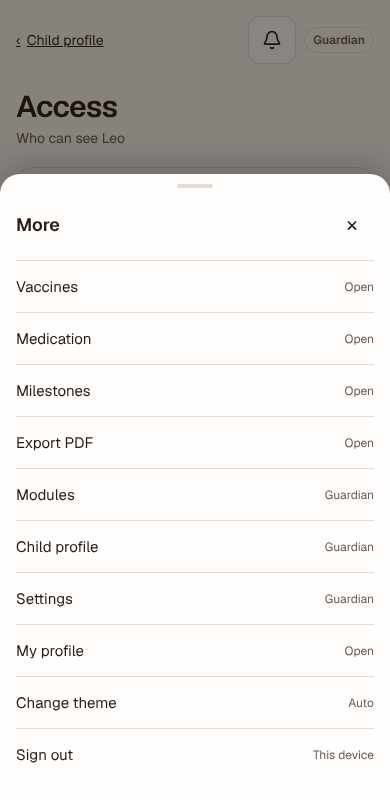 ‹ Child profile
Guardian
Access
Who can see Leo
More ×
Vaccines Open
Medication Open
Milestones Open
Export PDF Open
Modules Guardian
Child profile Guardian
Settings Guardian
My profile Open
Change theme Auto
Sign out This device